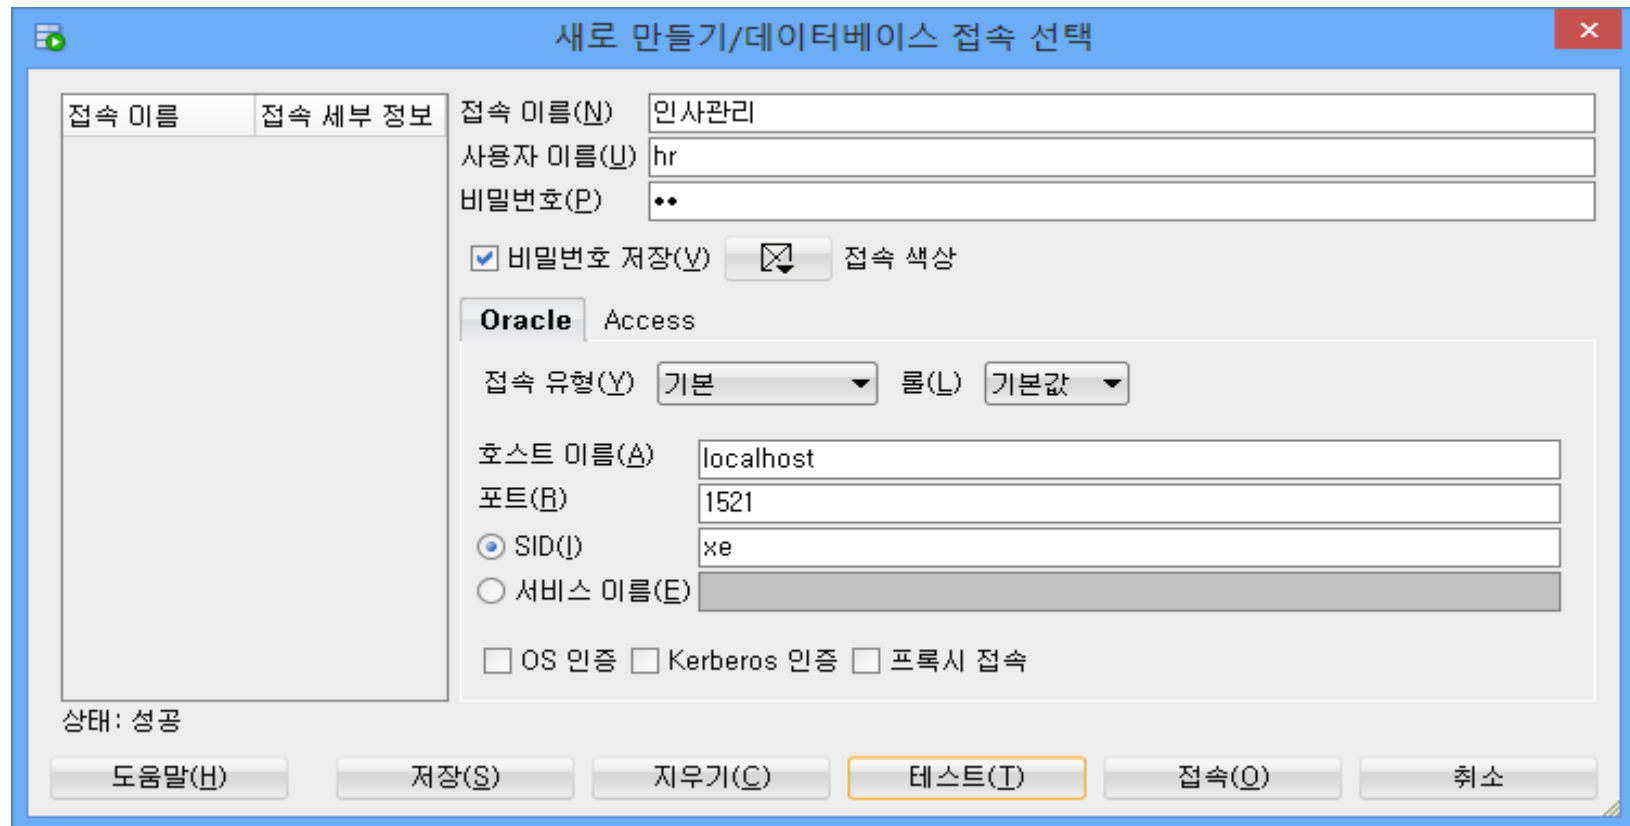 새로 만들기/데이터베이스 접속 선택
접속 이름 접속 세부 정보
접속 이름(N) 인사관리
사용자 이름(U) hr
비밀번호(P) ••
비밀번호 저장(V) 접속 색상
Oracle Access
접속 유형(Y) 기본 롤(L) 기본값
호스트 이름(A) localhost
포트(R) 1521
SID(I) xe
서비스 이름(E)
OS 인증 Kerberos 인증 프록시 접속
상태: 성공
도움말(H) 저장(S) 지우기(C) 테스트(T) 접속(O) 취소